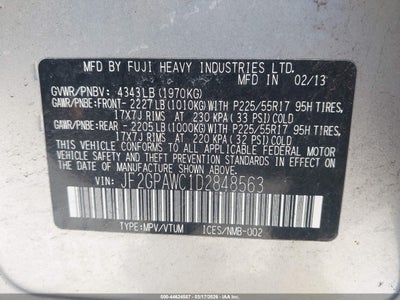 MFD BY FUJI HEAVY INDUSTRIES LTD.
MFD IN 02/13
GVWR/PNBV: 4343LB (1970KG)
GAWR/PNBE:FRONT- 2227LB(1010KG)WITH P225/55R17 95H TIRES,
17X7J RIMS AT 230 KPA (33 PSI) COLD
GAWR/PNBE:REAR - 2205LB(1000KG)WITH P225/55R17 95H TIRES,
17X7J RIMS AT 220 KPA (32 PSI) COLD
THIS VEHICLE CONFORMS TO ALL APPLICABLE FEDERAL MOTOR
VEHICLE SAFETY AND THEFT PREVENTION STANDARDS IN EFFECT ON
THE DATE OF MANUFACTURE SHOWN ABOVE.
VIN: JF2GPAWC1D2848563
TYPE:MPV/VTUM ICES/NMB-002